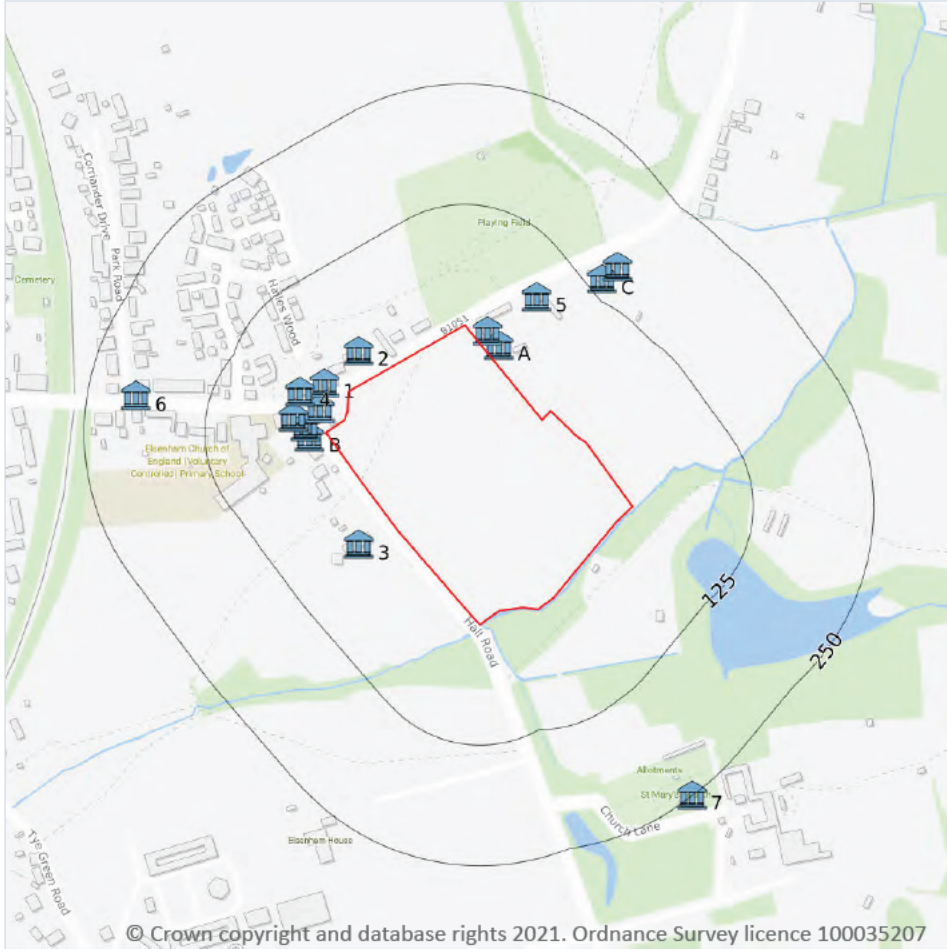 Commander Drive
Park Road
Cemetery
Hailes Wood
Playing Field
B1051
C
5
A
2
1
4
6
B
Elsenham Church of
England (Voluntary
Controlled) Primary School
3
125
250
Hall Road
Allotments
St Mary's
7
Church Lane
Elsenham House
Tye Green Road
© Crown copyright and database rights 2021. Ordnance Survey licence 100035207